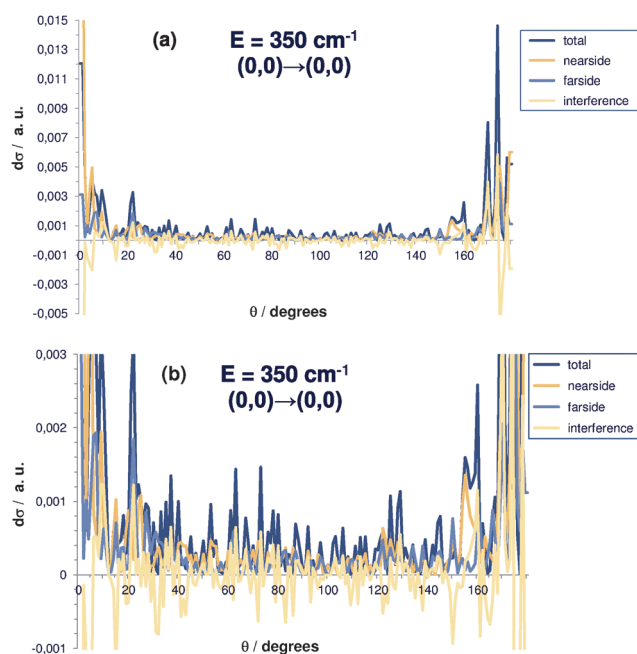 0,015
(a)
E = 350 cm-1
(0,0)→(0,0)
total
nearside
farside
interference
0,013
0,011
0,009
0,007
0,005
0,003
0,001
-0,001
-0,003
-0,005
dσ / a. u.
0 20 40 60 80 100 120 140 160
θ / degrees
0,003
(b)
E = 350 cm-1
(0,0)→(0,0)
total
nearside
farside
interference
0,002
0,001
0
-0,001
dσ / a. u.
0 20 40 60 80 100 120 140 160
θ / degrees